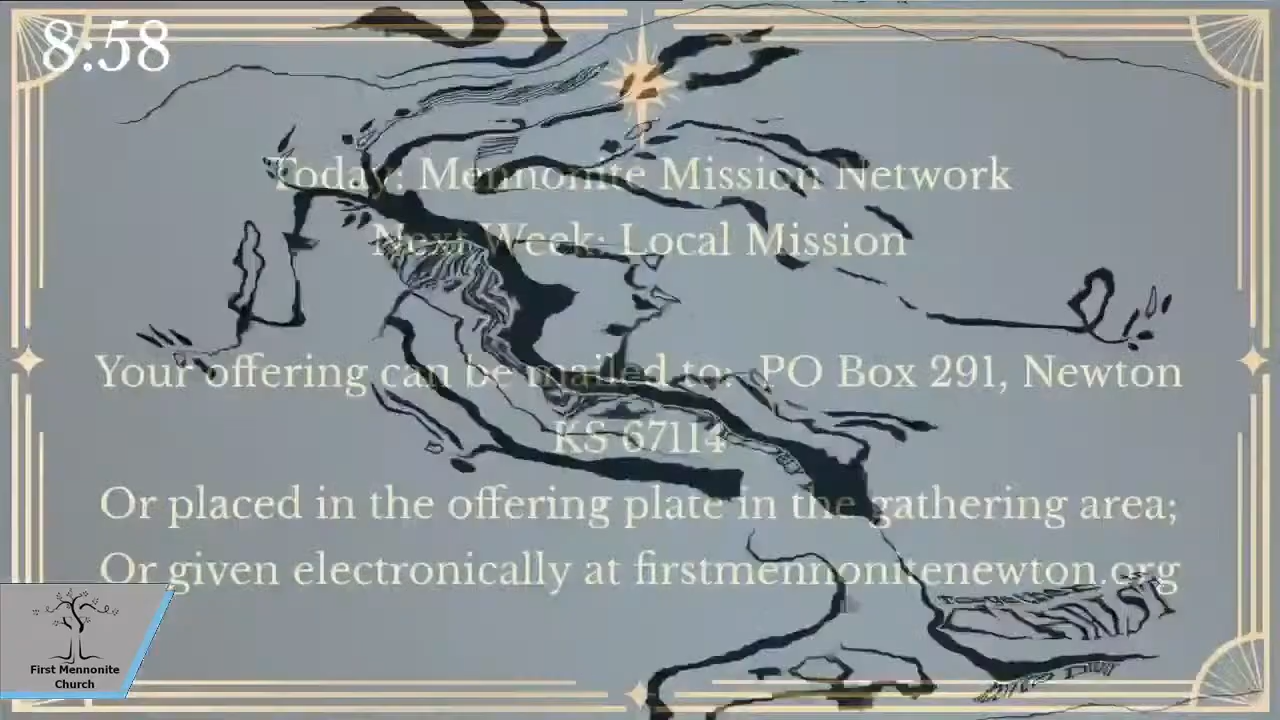 8:58
Today: Mennonite Mission Network
Next Week: Local Mission
Your offering can be mailed to: PO Box 291, Newton
KS 67114
Or placed in the offering plate in the gathering area;
Or given electronically at firstmennonitenewton.org
Together
CHRIST
First Mennonite
Church